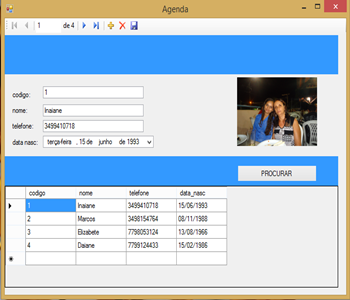 Agenda
1 de 4
codigo: 1
nome: Inaiane
telefone: 3499410718
data nasc: terça-feira , 15 de junho de 1993
PROCURAR
codigo nome telefone data_nasc
1 Inaiane 3499410718 15/06/1993
2 Marcos 3498154764 08/11/1988
3 Elizabete 7798053124 13/08/1966
4 Daiane 7799124433 15/02/1986